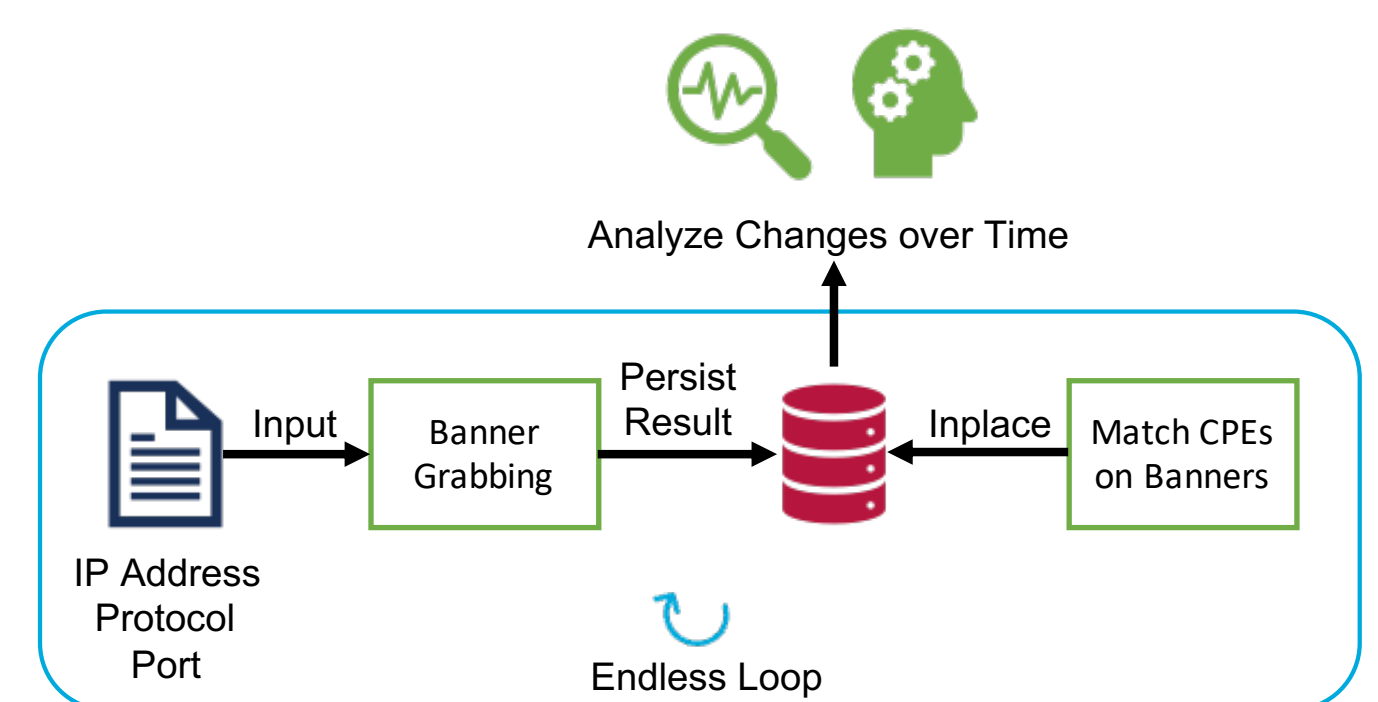 Analyze Changes over Time
Input
Banner
Grabbing
Persist
Result
Inplace
Match CPEs
on Banners
IP Address
Protocol
Port
Endless Loop